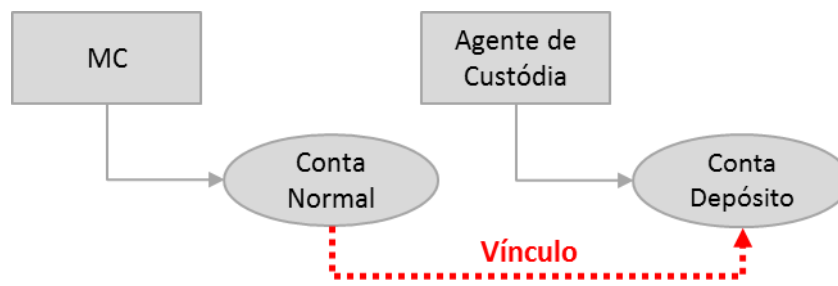 MC
Agente de
Custódia
Conta
Normal
Conta
Depósito
Vínculo